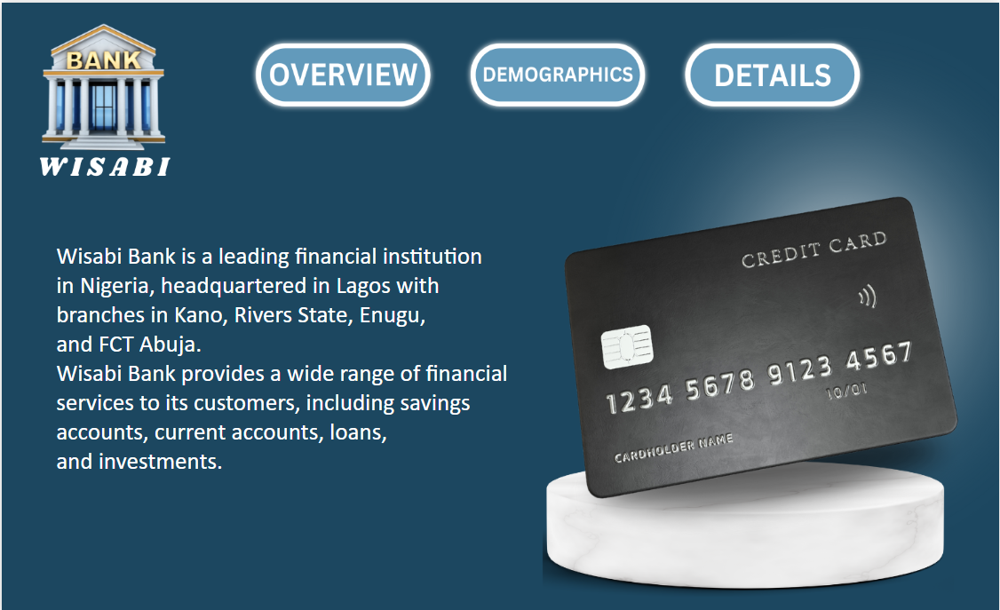 BANK
WISABI
OVERVIEW
DEMOGRAPHICS
DETAILS
Wisabi Bank is a leading financial institution
in Nigeria, headquartered in Lagos with
branches in Kano, Rivers State, Enugu,
and FCT Abuja.
Wisabi Bank provides a wide range of financial
services to its customers, including savings
accounts, current accounts, loans,
and investments.
CREDIT CARD
1234 5678 9123 4567
10/01
CARDHOLDER NAME